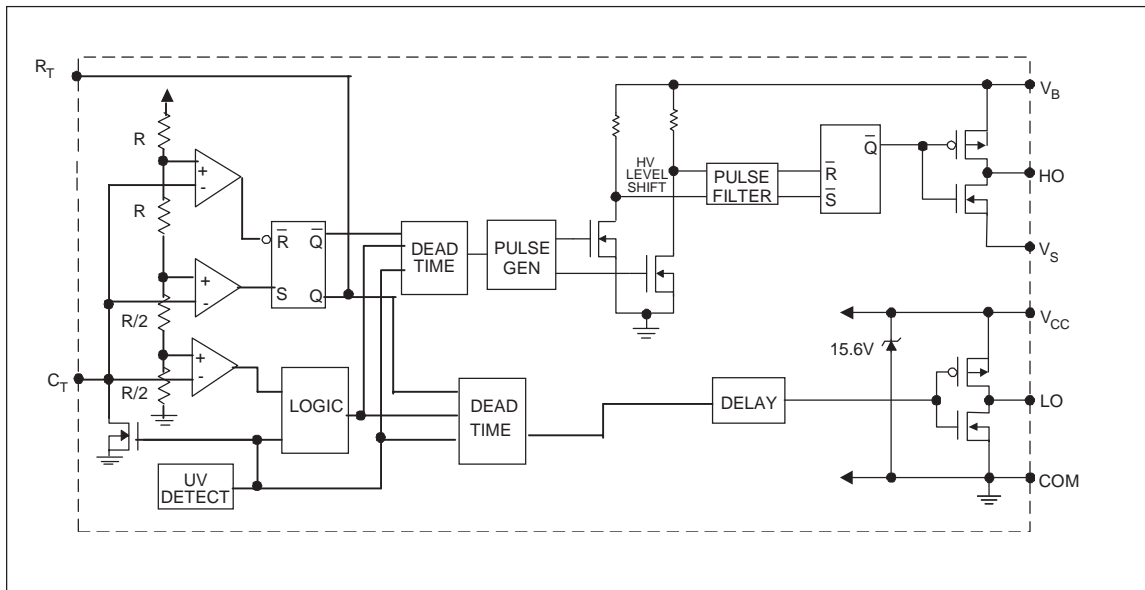 R_T
V_B
R
+
-
HV
LEVEL
SHIFT
PULSE
FILTER
R̅
S̅
Q̅
HO
R
R̅
Q̅
S
Q
DEAD
TIME
PULSE
GEN
V_S
+
-
R/2
V_CC
15.6V
+
-
C_T
R/2
LOGIC
DEAD
TIME
DELAY
LO
UV
DETECT
COM